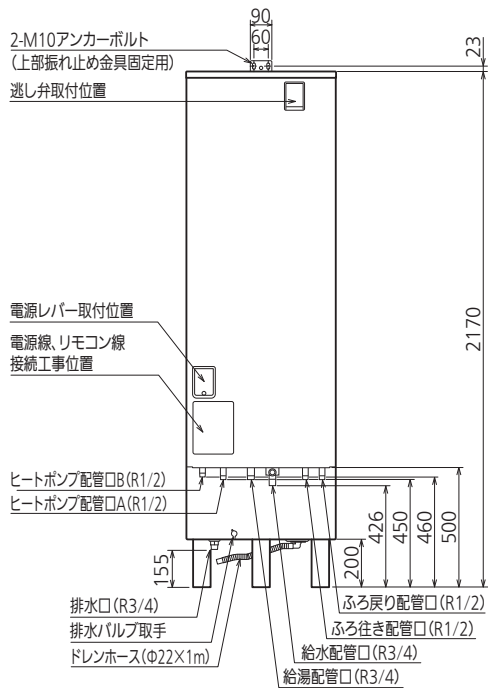 90
60
23
2-M10アンカーボルト
(上部振れ止め金具固定用)
逃し弁取付位置
2170
電源レバー取付位置
電源線、リモコン線
接続工事位置
ヒートポンプ配管口B(R1/2)
ヒートポンプ配管口A(R1/2)
426
450
460
500
155
200
排水口(R3/4)
排水バルブ取手
ドレンホース(Φ22×1m)
ふろ戻り配管口(R1/2)
ふろ往き配管口(R1/2)
給水配管口(R3/4)
給湯配管口(R3/4)